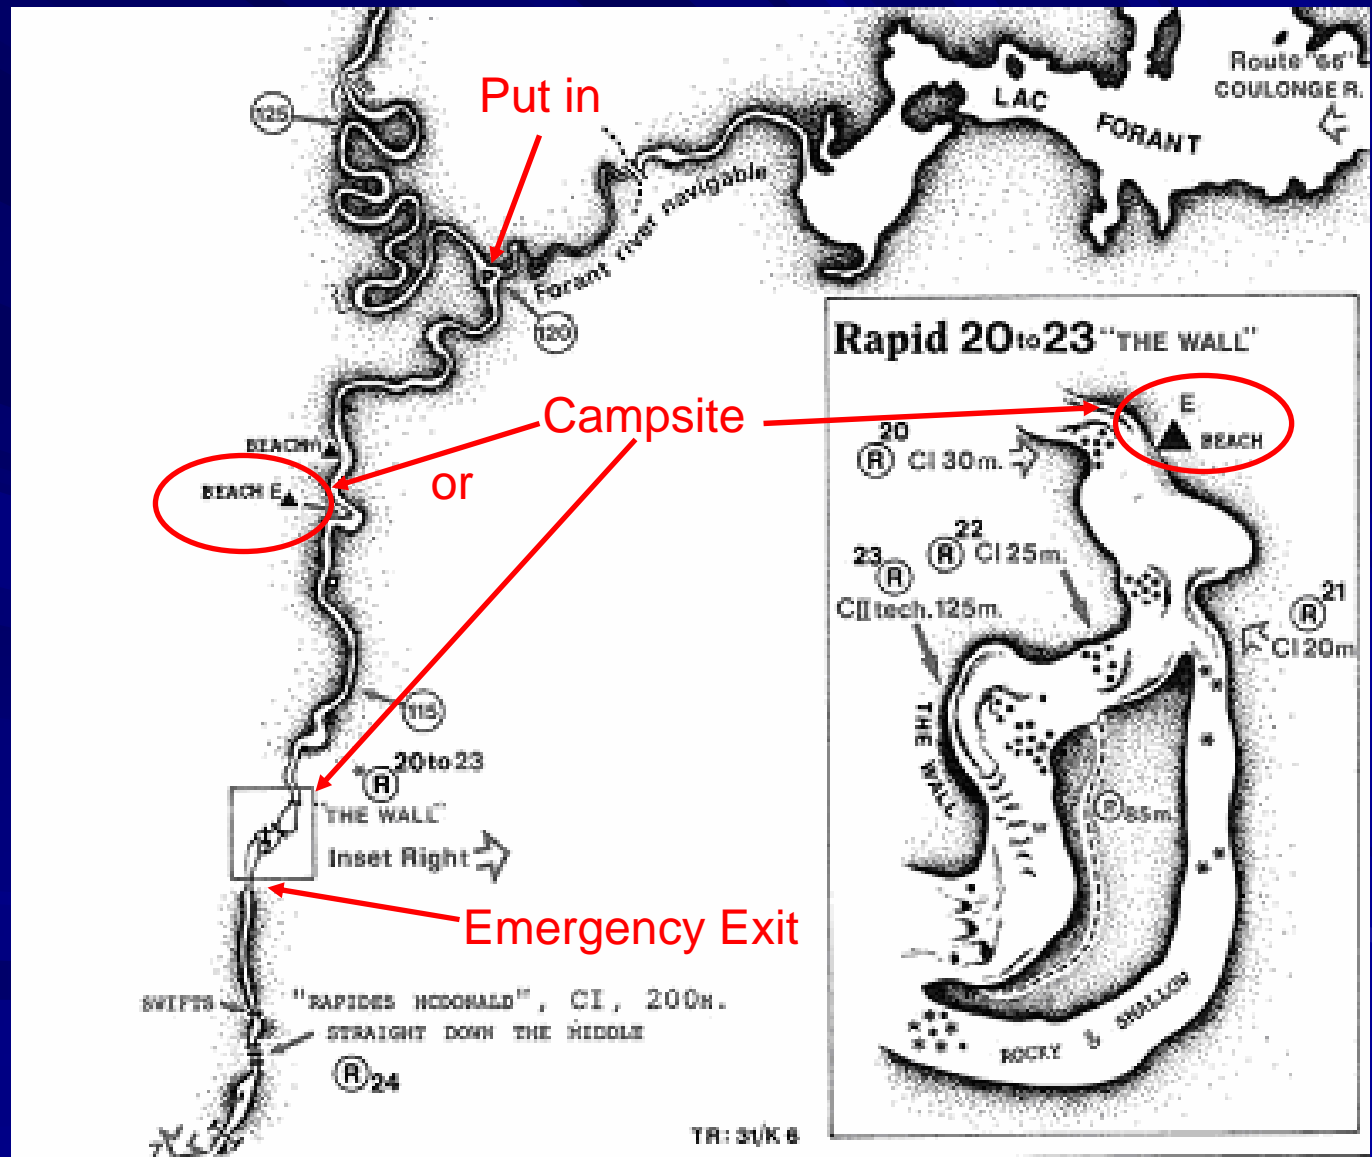 Put in
125
Route "66"
COULONGE R.
LAC
FORANT
Forant river navigable
120
Rapid 20 to 23 "THE WALL"
Campsite
or
BEACH
BEACH E
E
BEACH
20
R CI 30m.
22
R CI 25m.
23
R
CII tech. 125m.
21
R
CI 20m
THE WALL
R 85m.
ROCKY & SHALLOW
115
20 to 23
* R
"THE WALL"
Inset Right
Emergency Exit
SWIFTS
"RAPIDES MCDONALD", CI, 200M.
STRAIGHT DOWN THE MIDDLE
R 24
TR: 31/K 6